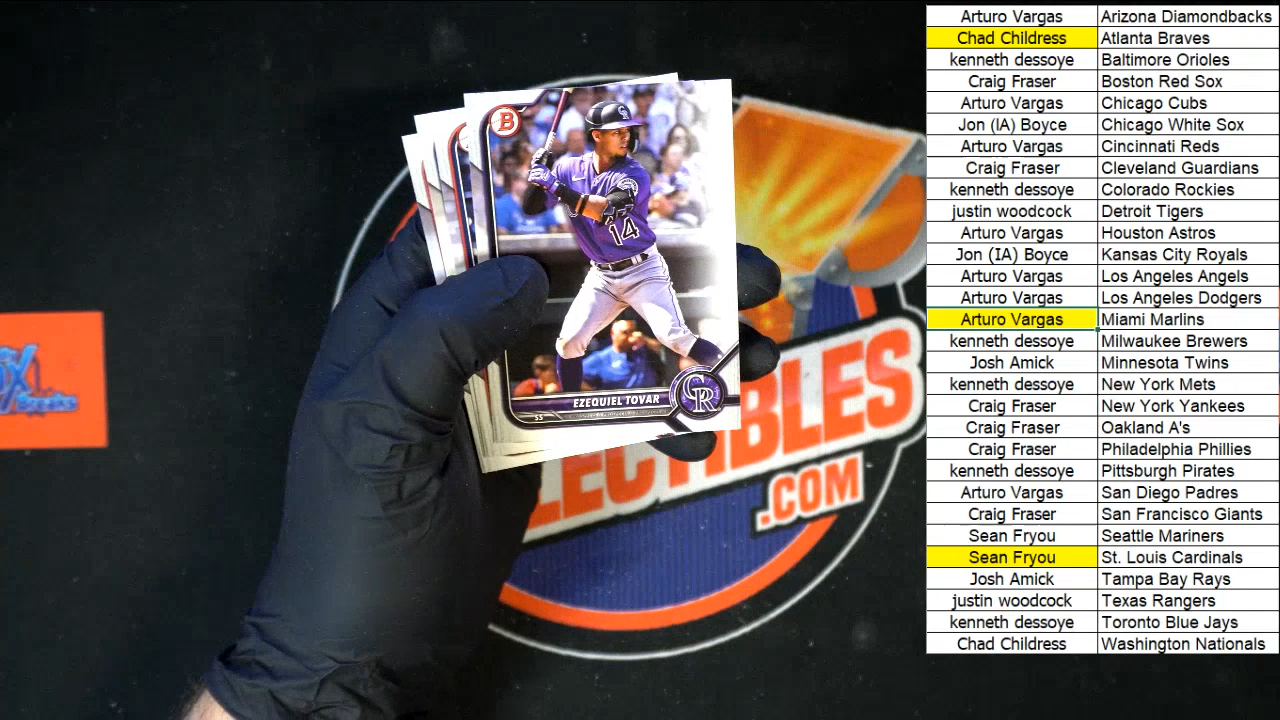 Arturo Vargas Arizona Diamondbacks
Chad Childress Atlanta Braves
kenneth dessoye Baltimore Orioles
Craig Fraser Boston Red Sox
Arturo Vargas Chicago Cubs
Jon (IA) Boyce Chicago White Sox
Arturo Vargas Cincinnati Reds
Craig Fraser Cleveland Guardians
kenneth dessoye Colorado Rockies
justin woodcock Detroit Tigers
Arturo Vargas Houston Astros
Jon (IA) Boyce Kansas City Royals
Arturo Vargas Los Angeles Angels
Arturo Vargas Los Angeles Dodgers
Arturo Vargas Miami Marlins
kenneth dessoye Milwaukee Brewers
Josh Amick Minnesota Twins
kenneth dessoye New York Mets
Craig Fraser New York Yankees
Craig Fraser Oakland A's
Craig Fraser Philadelphia Phillies
kenneth dessoye Pittsburgh Pirates
Arturo Vargas San Diego Padres
Craig Fraser San Francisco Giants
Sean Fryou Seattle Mariners
Sean Fryou St. Louis Cardinals
Josh Amick Tampa Bay Rays
justin woodcock Texas Rangers
kenneth dessoye Toronto Blue Jays
Chad Childress Washington Nationals
B
14
EZEQUIEL TOVAR
SS
CR
LECTIBLES
.COM
Breaks